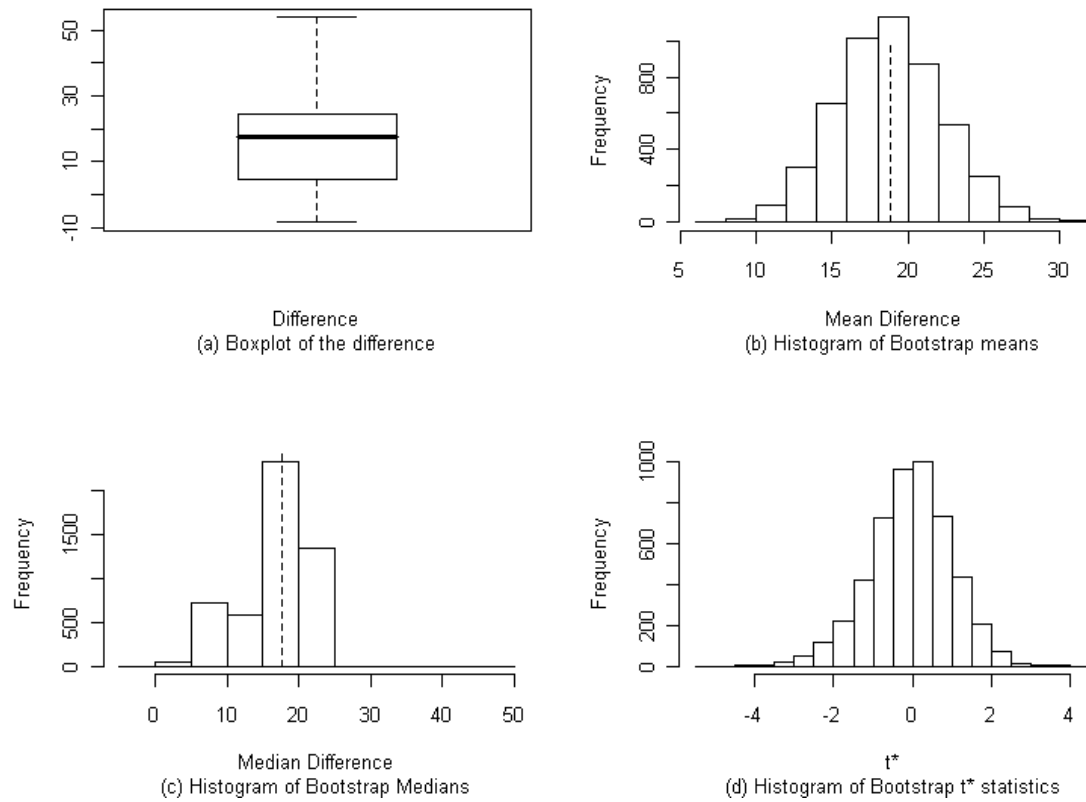 50
30
10
-10
Difference
(a) Boxplot of the difference
Frequency
800
400
0
5 10 15 20 25 30
Mean Diference
(b) Histogram of Bootstrap means
Frequency
1500
500
0
0 10 20 30 40 50
Median Difference
(c) Histogram of Bootstrap Medians
Frequency
1000
600
200
0
-4 -2 0 2 4
t*
(d) Histogram of Bootstrap t* statistics